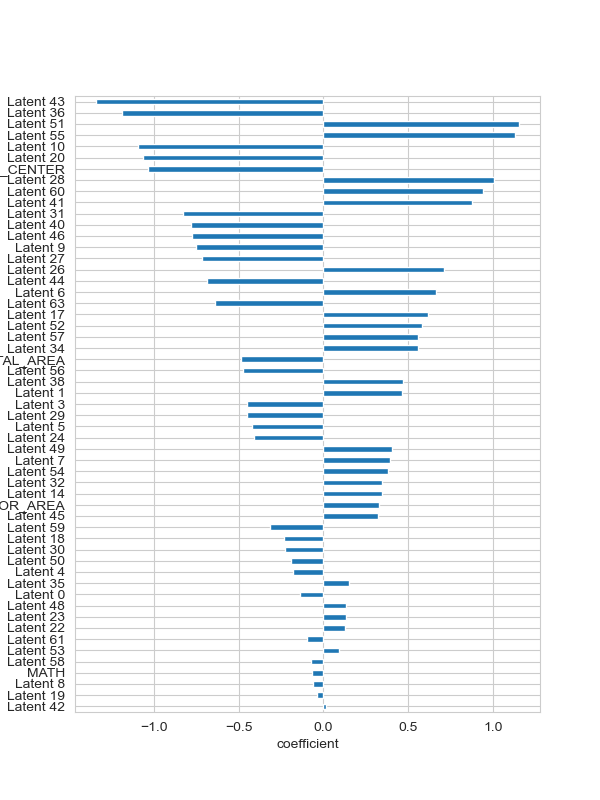 Latent 43
Latent 36
Latent 51
Latent 55
Latent 10
Latent 20
_CENTER
Latent 28
Latent 60
Latent 41
Latent 31
Latent 40
Latent 46
Latent 9
Latent 27
Latent 26
Latent 44
Latent 6
Latent 63
Latent 17
Latent 52
Latent 57
Latent 34
TAL_AREA
Latent 56
Latent 38
Latent 1
Latent 3
Latent 29
Latent 5
Latent 24
Latent 49
Latent 7
Latent 54
Latent 32
Latent 14
OR_AREA
Latent 45
Latent 59
Latent 18
Latent 30
Latent 50
Latent 4
Latent 35
Latent 0
Latent 48
Latent 23
Latent 22
Latent 61
Latent 53
Latent 58
MATH
Latent 8
Latent 19
Latent 42
−1.0 −0.5 0.0 0.5 1.0
coefficient